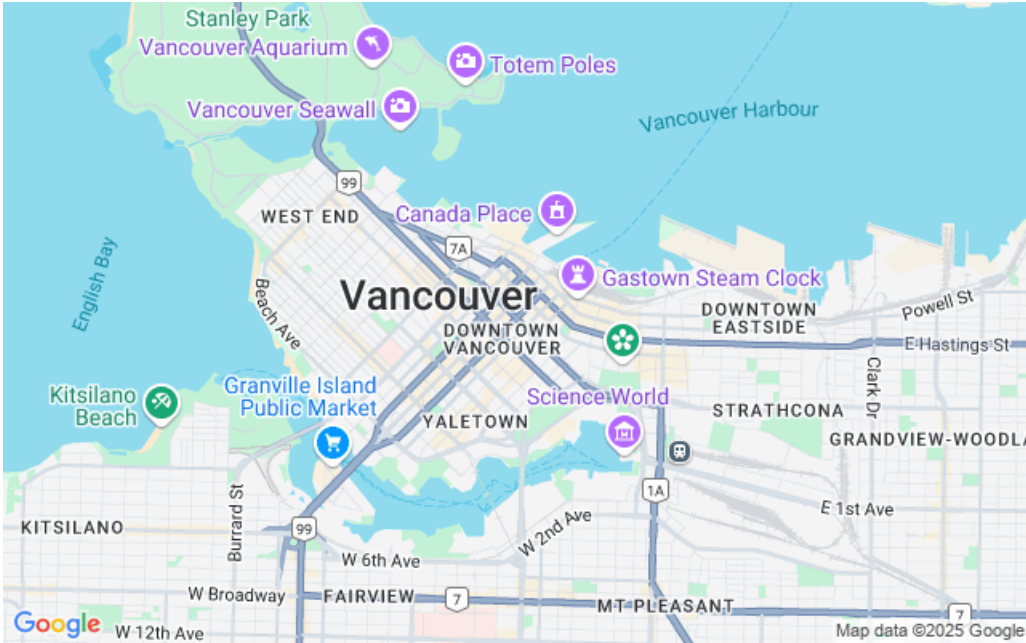 Stanley Park
Vancouver Aquarium
Totem Poles
Vancouver Seawall
Vancouver Harbour
99
WEST END
Canada Place
7A
English Bay
Gastown Steam Clock
Beach Ave
Vancouver
DOWNTOWN
VANCOUVER
DOWNTOWN
EASTSIDE
Powell St
E Hastings St
Kitsilano
Beach
Granville Island
Public Market
Science World
Clark Dr
YALETOWN
STRATHCONA
GRANDVIEW-WOODLA
1A
E 1st Ave
Burrard St
KITSILANO
99
W 2nd Ave
W 6th Ave
W Broadway
FAIRVIEW
7
MT PLEASANT
7
Google
W 12th Ave
Map data ©2025 Google